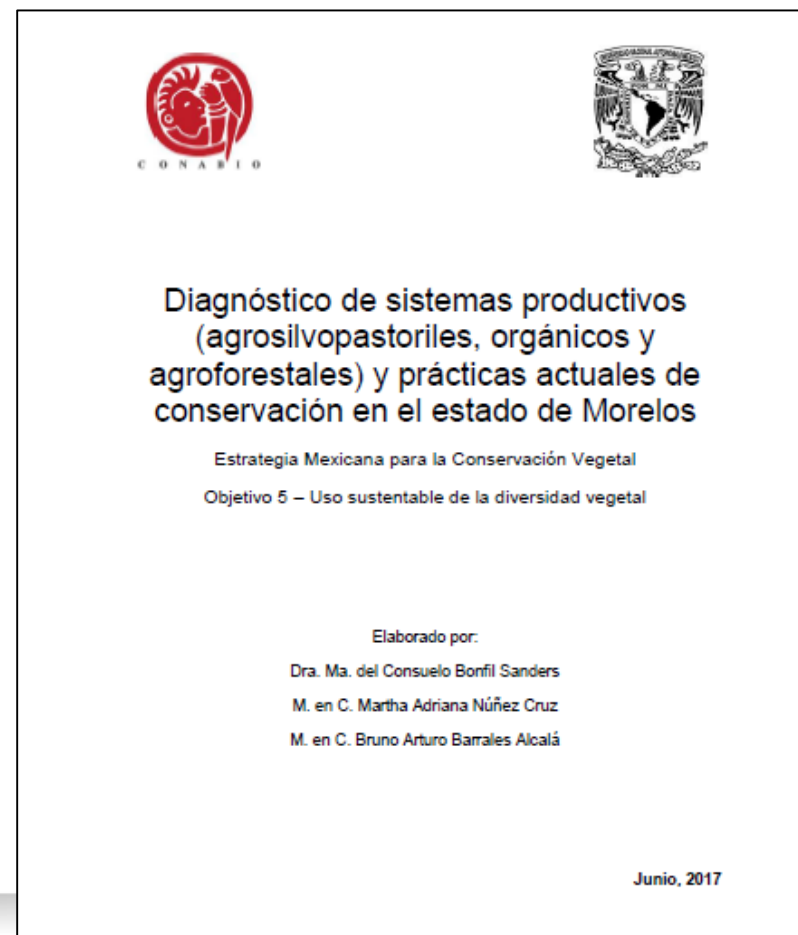 CONABIO
Diagnóstico de sistemas productivos
(agrosilvopastoriles, orgánicos y
agroforestales) y prácticas actuales de
conservación en el estado de Morelos
Estrategia Mexicana para la Conservación Vegetal
Objetivo 5 – Uso sustentable de la diversidad vegetal
Elaborado por:
Dra. Ma. del Consuelo Bonfil Sanders
M. en C. Martha Adriana Núñez Cruz
M. en C. Bruno Arturo Barrales Alcalá
Junio, 2017